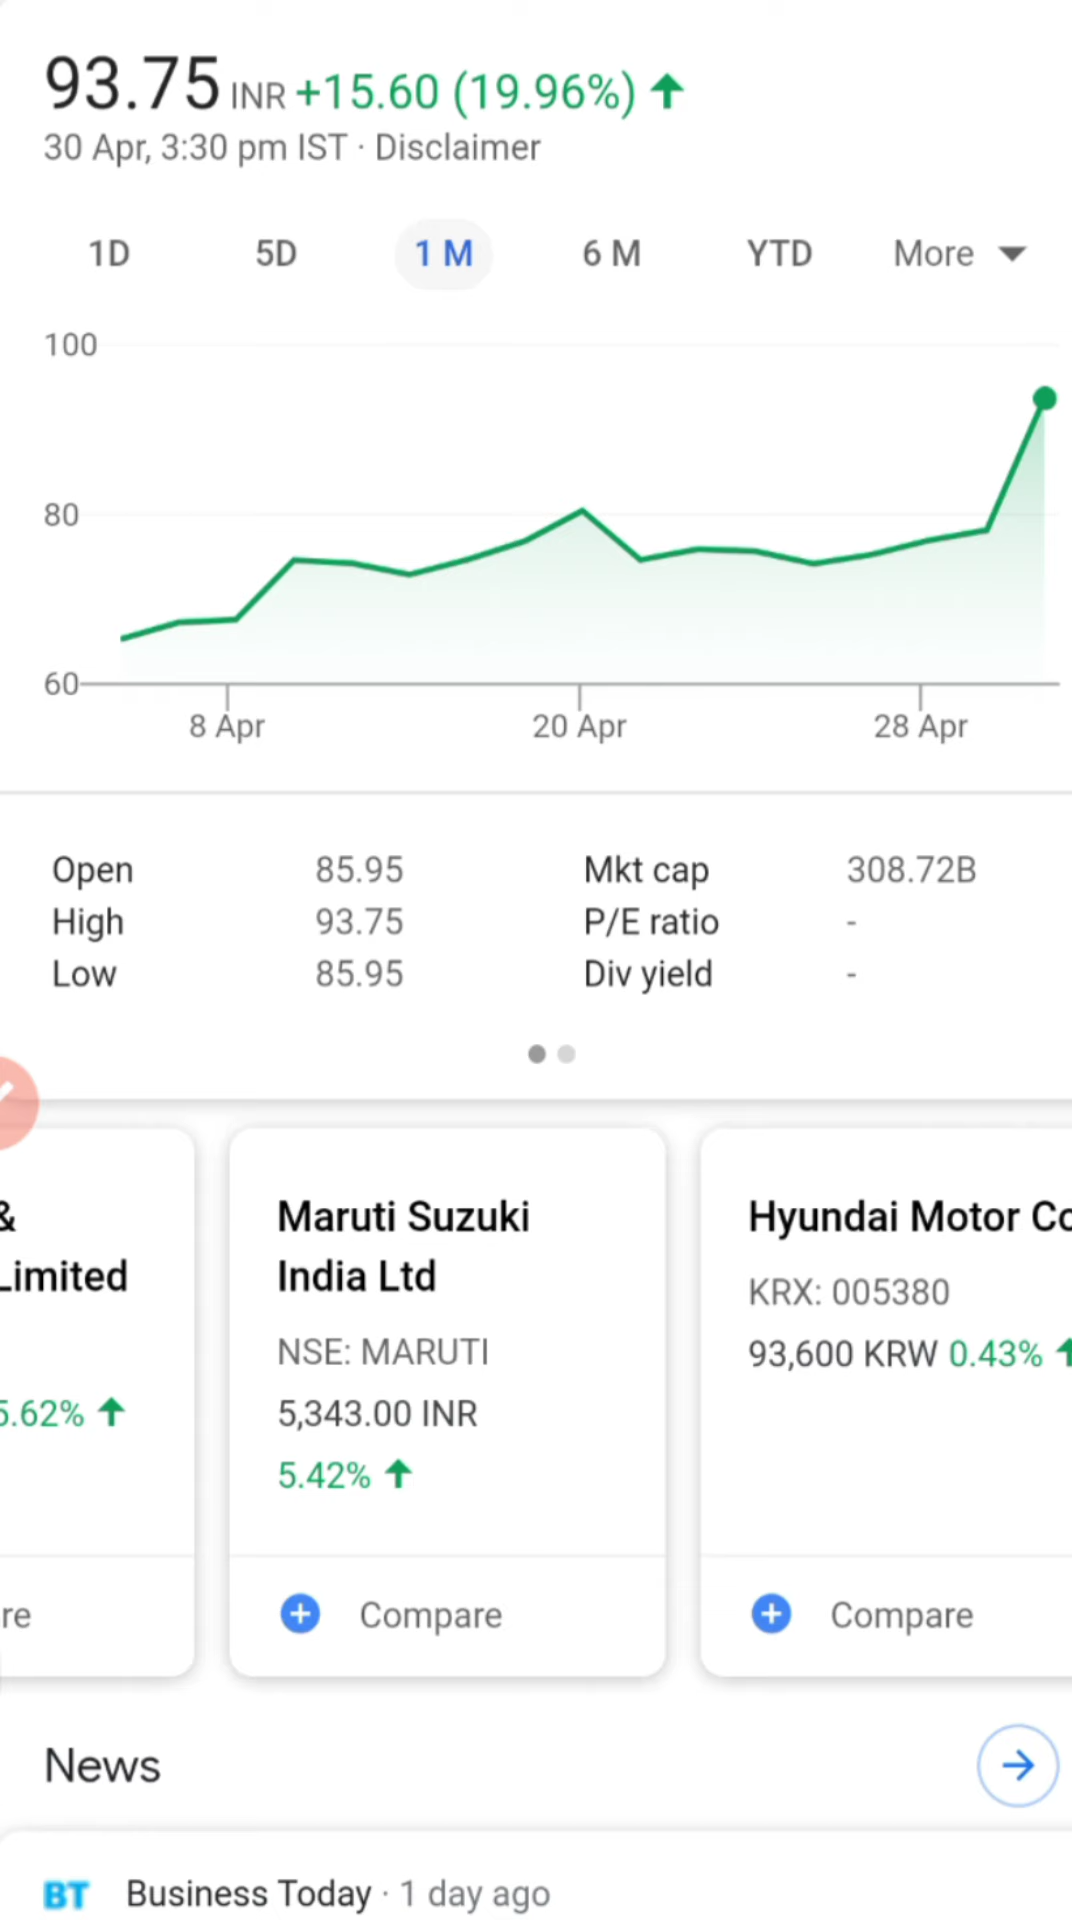 93.75 INR +15.60 (19.96%) ↑
30 Apr, 3:30 pm IST · Disclaimer
1D 5D 1 M 6 M YTD More
100
80
60
8 Apr 20 Apr 28 Apr
Open 85.95 Mkt cap 308.72B
High 93.75 P/E ratio -
Low 85.95 Div yield -
&
Limited
5.62% ↑
re
Maruti Suzuki
India Ltd
NSE: MARUTI
5,343.00 INR
5.42% ↑
Compare
Hyundai Motor Co
KRX: 005380
93,600 KRW 0.43% ↑
Compare
News
BT Business Today · 1 day ago